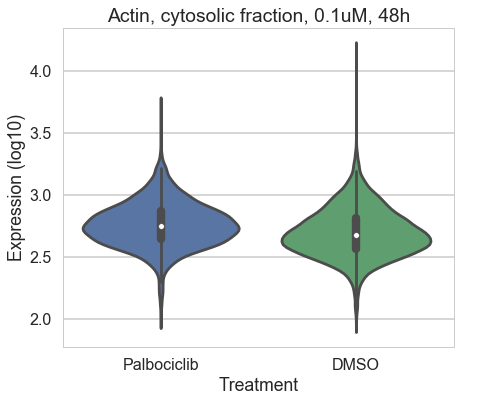 Actin, cytosolic fraction, 0.1uM, 48h
Expression (log10)
4.0
3.5
3.0
2.5
2.0
Palbociclib
DMSO
Treatment